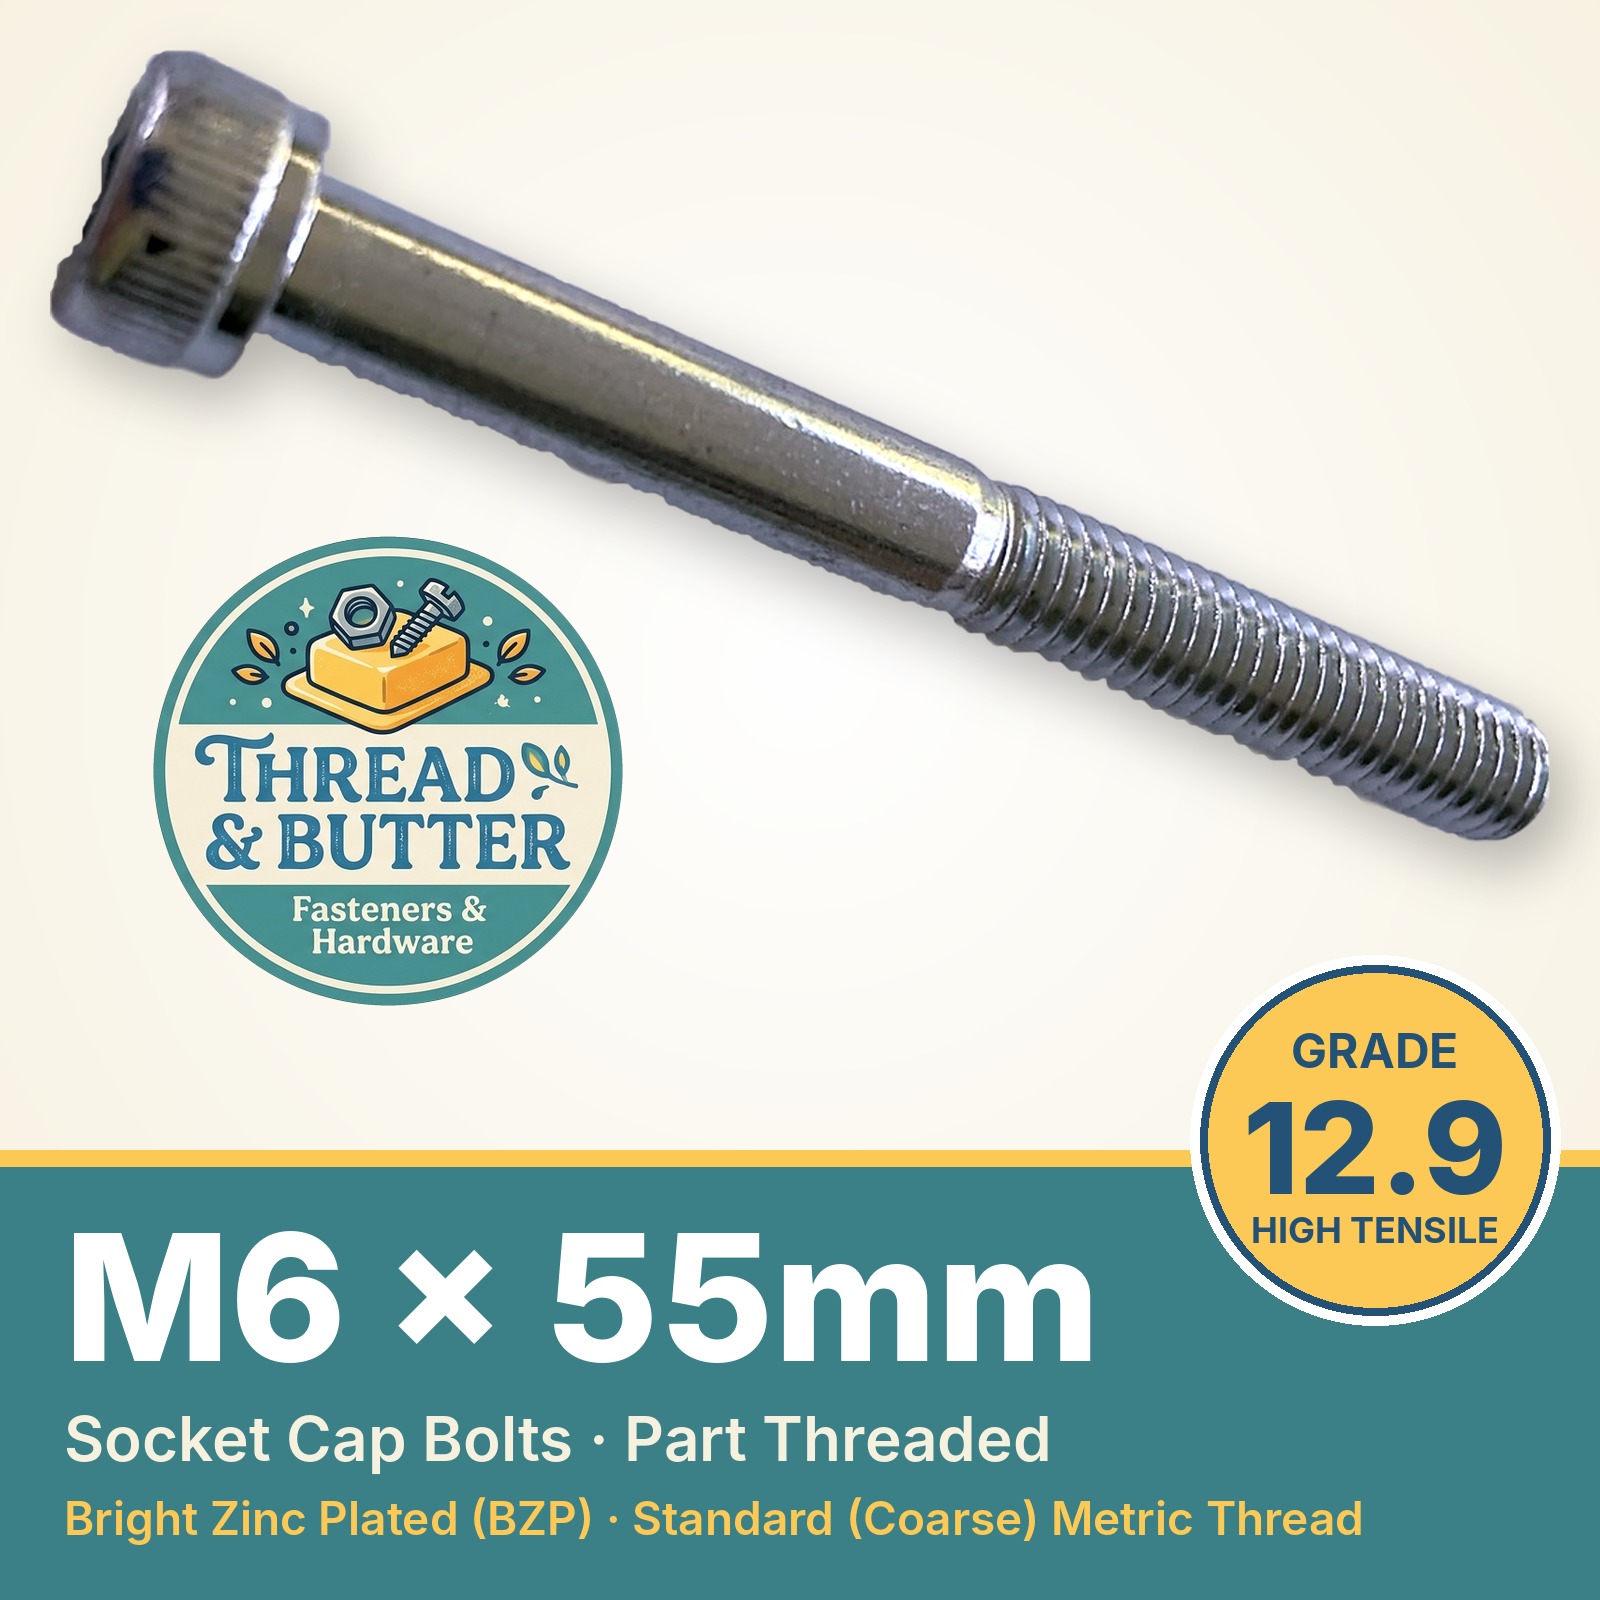 THREAD
& BUTTER
Fasteners &
Hardware
GRADE
12.9
HIGH TENSILE
M6 × 55mm
Socket Cap Bolts · Part Threaded
Bright Zinc Plated (BZP) · Standard (Coarse) Metric Thread